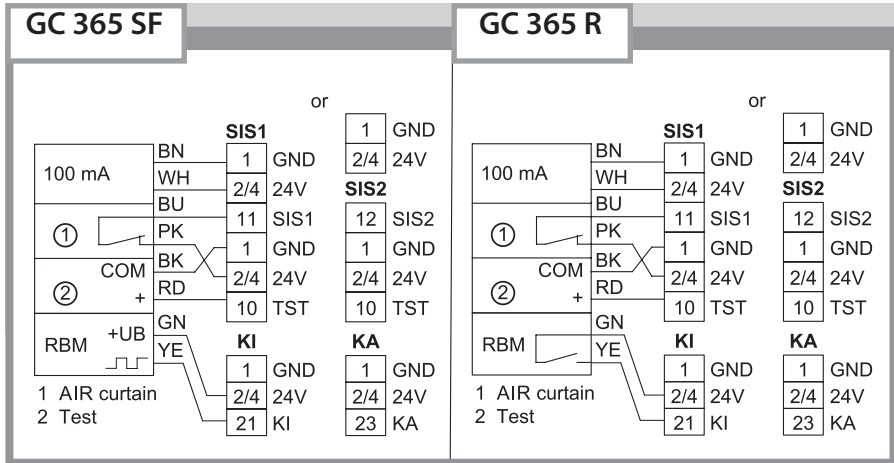 GC 365 SF
or
SIS1
1 GND
BN
1 GND
2/4 24V
100 mA
WH
2/4 24V
SIS2
BU
11 SIS1
12 SIS2
1
PK
1 GND
1 GND
COM
BK
2/4 24V
2/4 24V
2
+
RD
10 TST
10 TST
GN
RBM
+UB
YE
KI
KA
1 GND
1 GND
1 AIR curtain
2/4 24V
2/4 24V
2 Test
21 KI
23 KA
GC 365 R
or
SIS1
1 GND
BN
1 GND
2/4 24V
100 mA
WH
2/4 24V
SIS2
BU
11 SIS1
12 SIS2
1
PK
1 GND
1 GND
COM
BK
2/4 24V
2/4 24V
2
+
RD
10 TST
10 TST
GN
RBM
YE
KI
KA
1 GND
1 GND
1 AIR curtain
2/4 24V
2/4 24V
2 Test
21 KI
23 KA